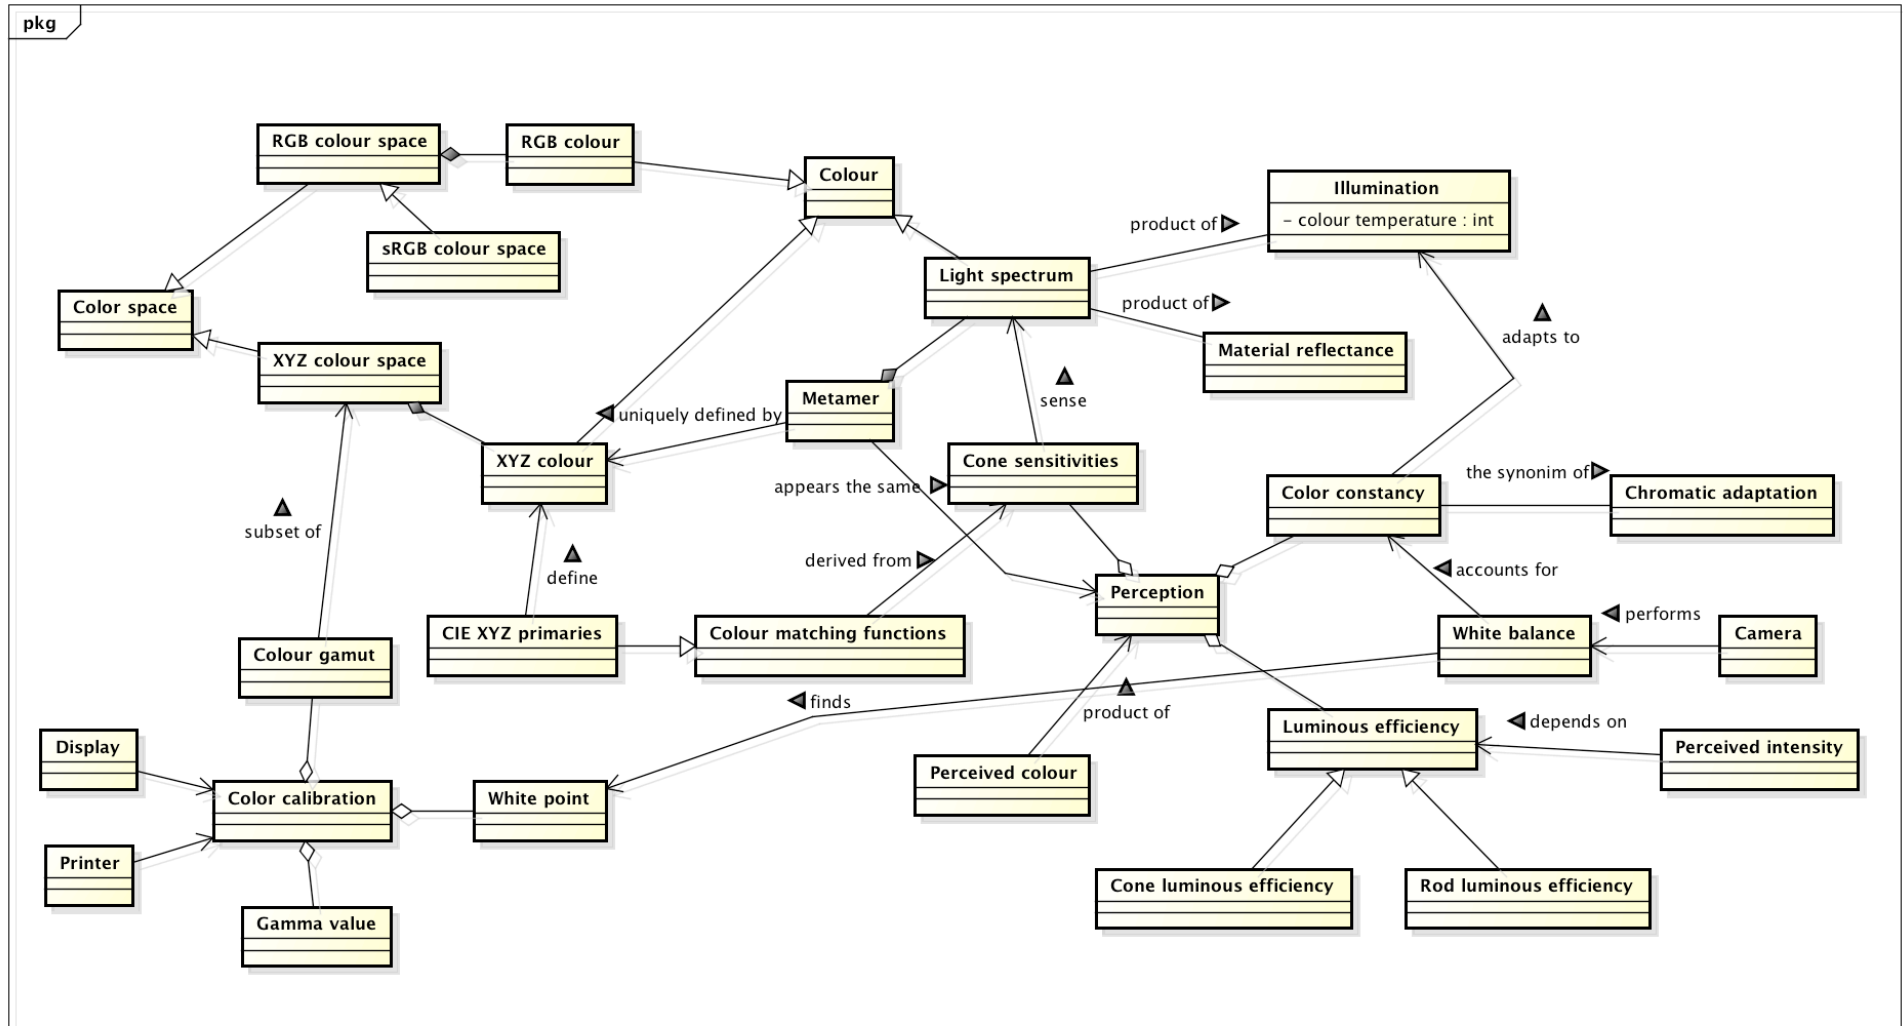 pkg
RGB colour space
RGB colour
Colour
Illumination
– colour temperature : int
product of
sRGB colour space
Light spectrum
Color space
product of
adapts to
XYZ colour space
Material reflectance
Metamer
sense
uniquely defined by
XYZ colour
Cone sensitivities
the synonim of
appears the same
Color constancy
Chromatic adaptation
subset of
derived from
define
accounts for
Perception
performs
CIE XYZ primaries
Colour matching functions
White balance
Camera
Colour gamut
finds
product of
depends on
Luminous efficiency
Display
Perceived intensity
Perceived colour
Color calibration
White point
Printer
Cone luminous efficiency
Rod luminous efficiency
Gamma value